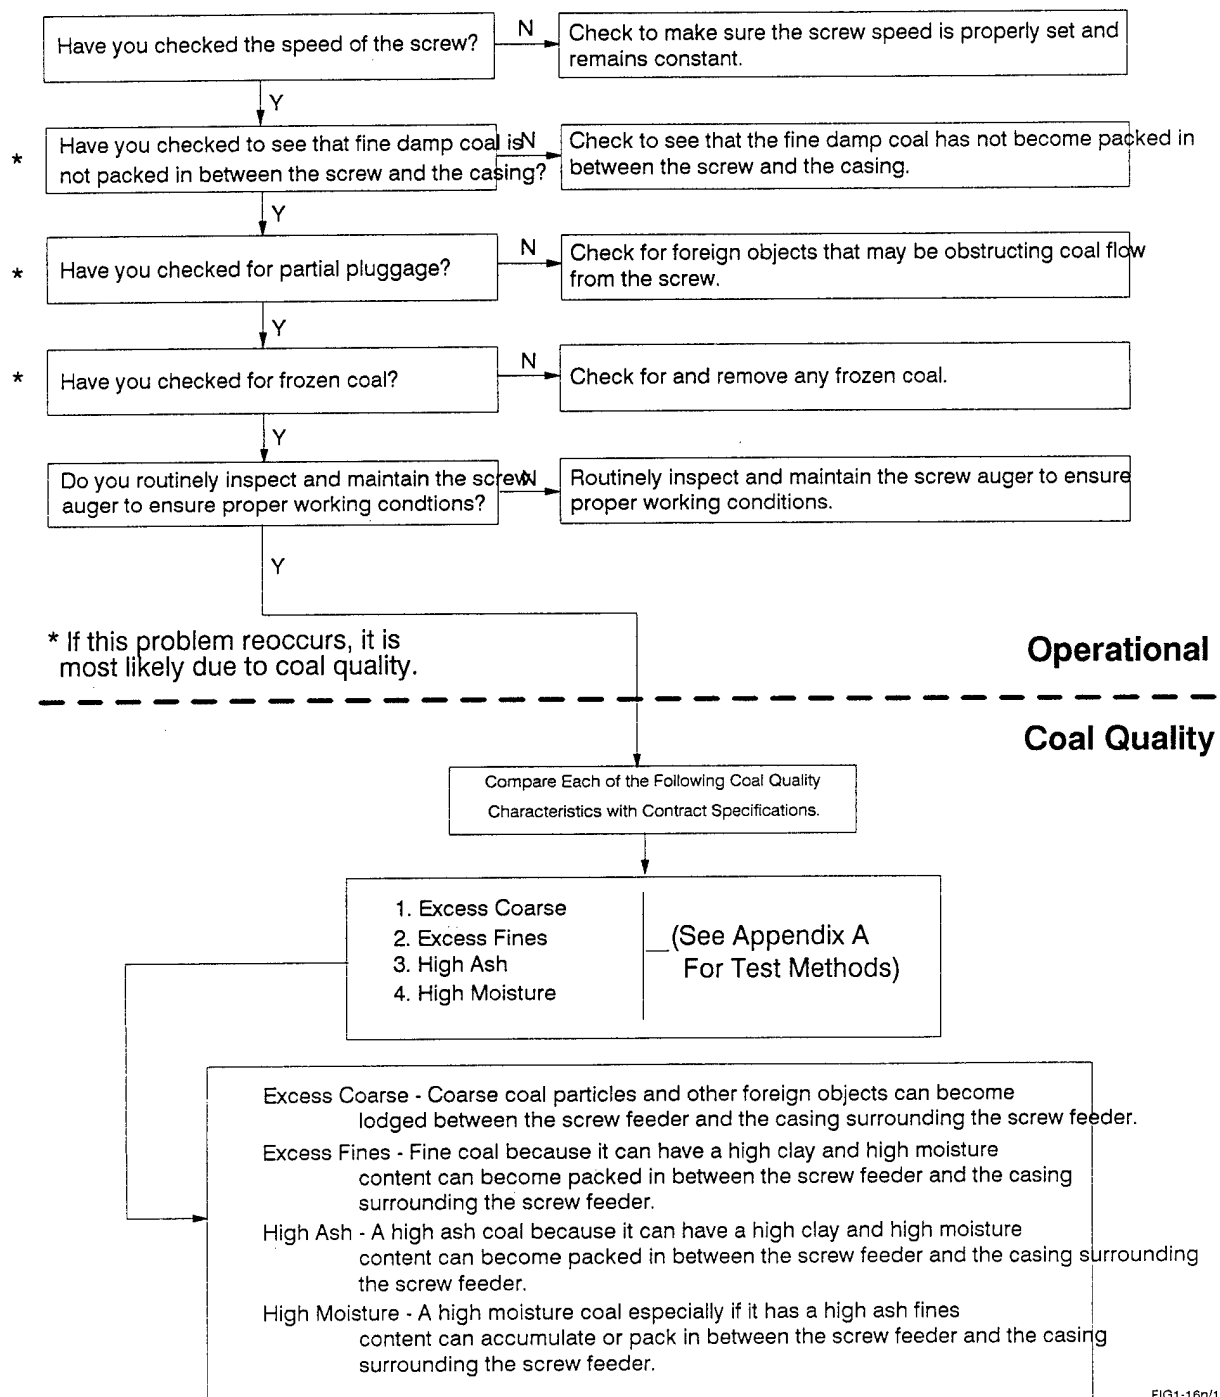 Have you checked the speed of the screw?
N
Check to make sure the screw speed is properly set and
remains constant.
Y
*
Have you checked to see that fine damp coal is
not packed in between the screw and the casing?
N
Check to see that the fine damp coal has not become packed in
between the screw and the casing.
Y
*
Have you checked for partial pluggage?
N
Check for foreign objects that may be obstructing coal flow
from the screw.
Y
*
Have you checked for frozen coal?
N
Check for and remove any frozen coal.
Y
Do you routinely inspect and maintain the screw
auger to ensure proper working condtions?
N
Routinely inspect and maintain the screw auger to ensure
proper working conditions.
Y
* If this problem reoccurs, it is
most likely due to coal quality.
Operational
Coal Quality
Compare Each of the Following Coal Quality
Characteristics with Contract Specifications.
1. Excess Coarse
2. Excess Fines
3. High Ash
4. High Moisture
(See Appendix A
For Test Methods)
Excess Coarse - Coarse coal particles and other foreign objects can become
lodged between the screw feeder and the casing surrounding the screw feeder.
Excess Fines - Fine coal because it can have a high clay and high moisture
content can become packed in between the screw feeder and the casing
surrounding the screw feeder.
High Ash - A high ash coal because it can have a high clay and high moisture
content can become packed in between the screw feeder and the casing surrounding
the screw feeder.
High Moisture - A high moisture coal especially if it has a high ash fines
content can accumulate or pack in between the screw feeder and the casing
surrounding the screw feeder.
FIG1-16n/1